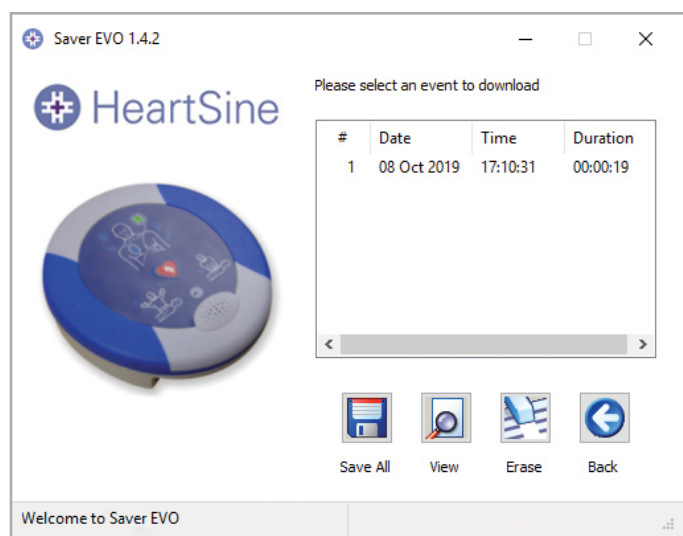 Saver EVO 1.4.2
HeartSine
Please select an event to download
# Date Time Duration
1 08 Oct 2019 17:10:31 00:00:19
Save All View Erase Back
Welcome to Saver EVO